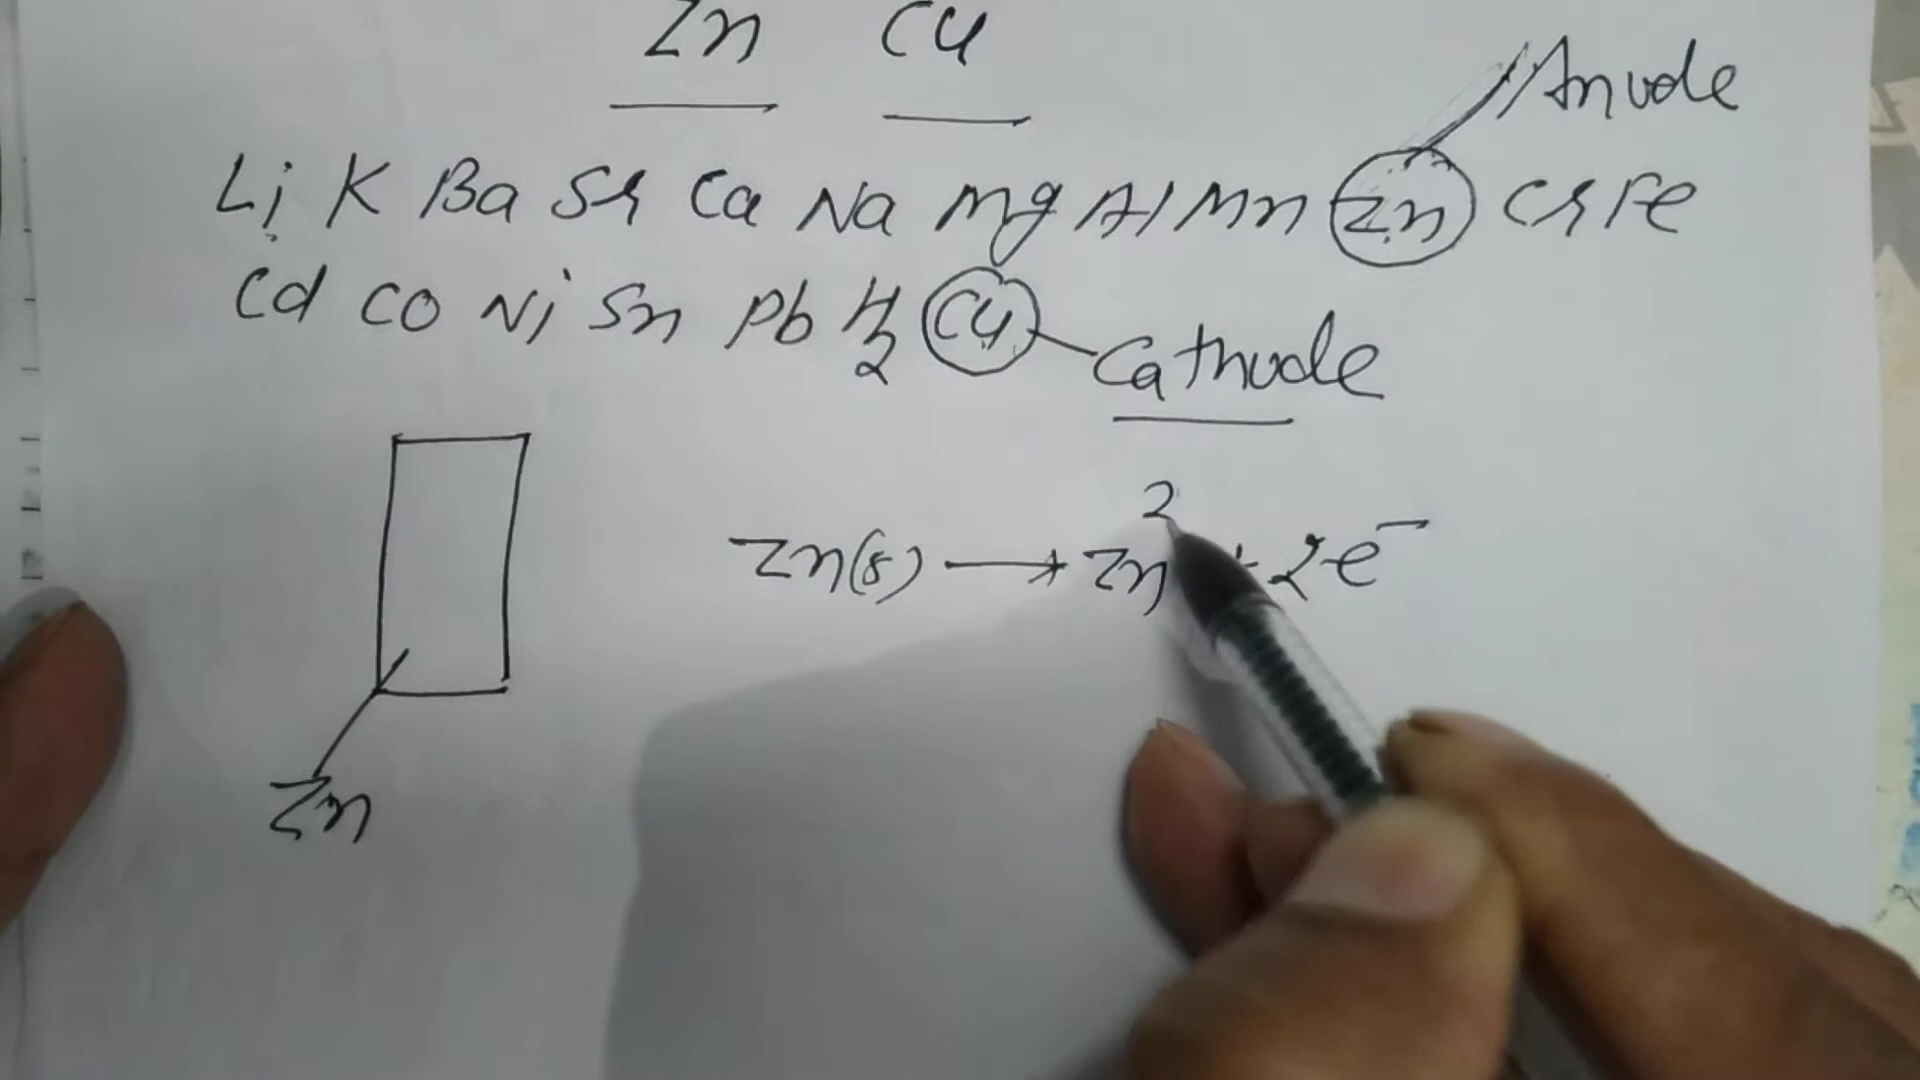 Zn Cu
Anode
Li K Ba Sr Ca Na Mg Al Mn Zn Cr Fe
Cd Co Ni Sn Pb H2 Cu
Cathode
Zn(s) → Zn2 + 2e⁻
Zn